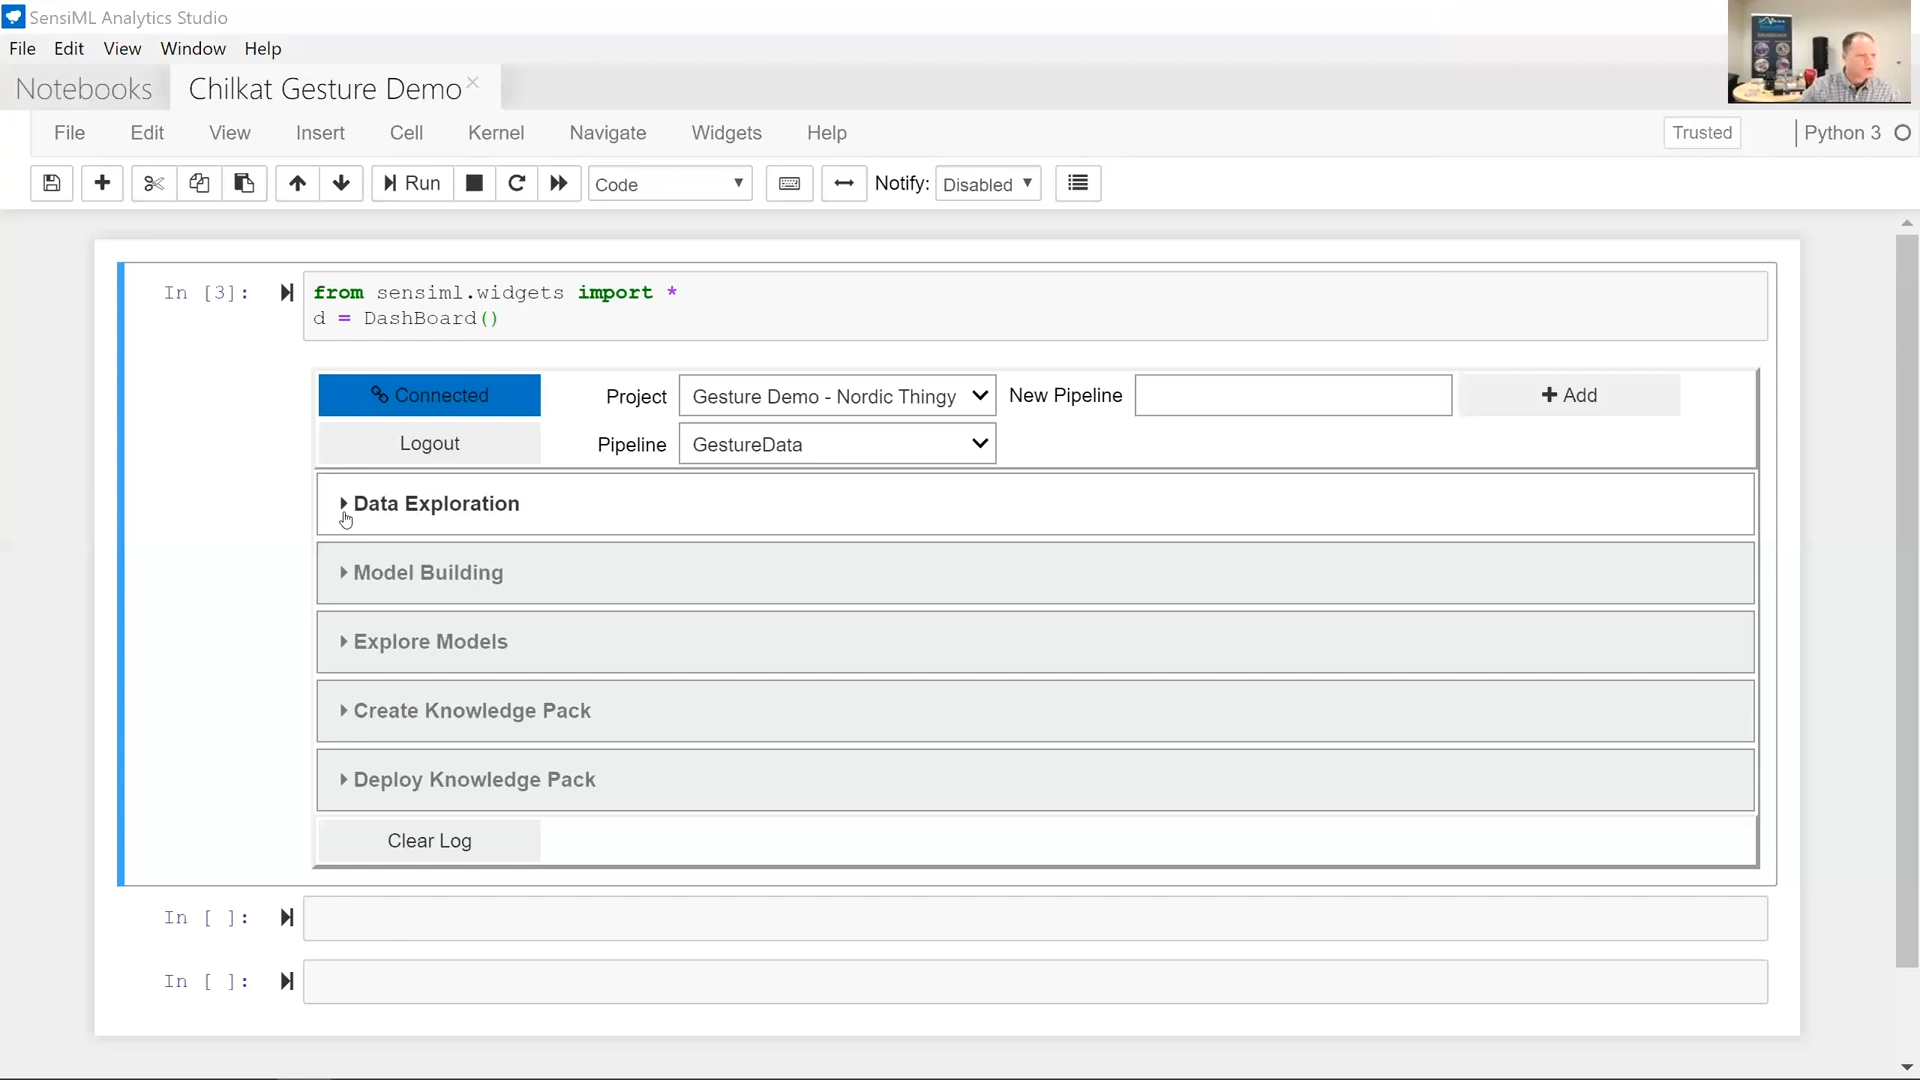 SensiML Analytics Studio
File Edit View Window Help
Notebooks Chilkat Gesture Demo
File Edit View Insert Cell Kernel Navigate Widgets Help Trusted Python 3
Run Code Notify: Disabled
In [3]: from sensiml.widgets import *
d = DashBoard()
Connected Project Gesture Demo - Nordic Thingy New Pipeline + Add
Logout Pipeline GestureData
Data Exploration
Model Building
Explore Models
Create Knowledge Pack
Deploy Knowledge Pack
Clear Log
In [ ]:
In [ ]: